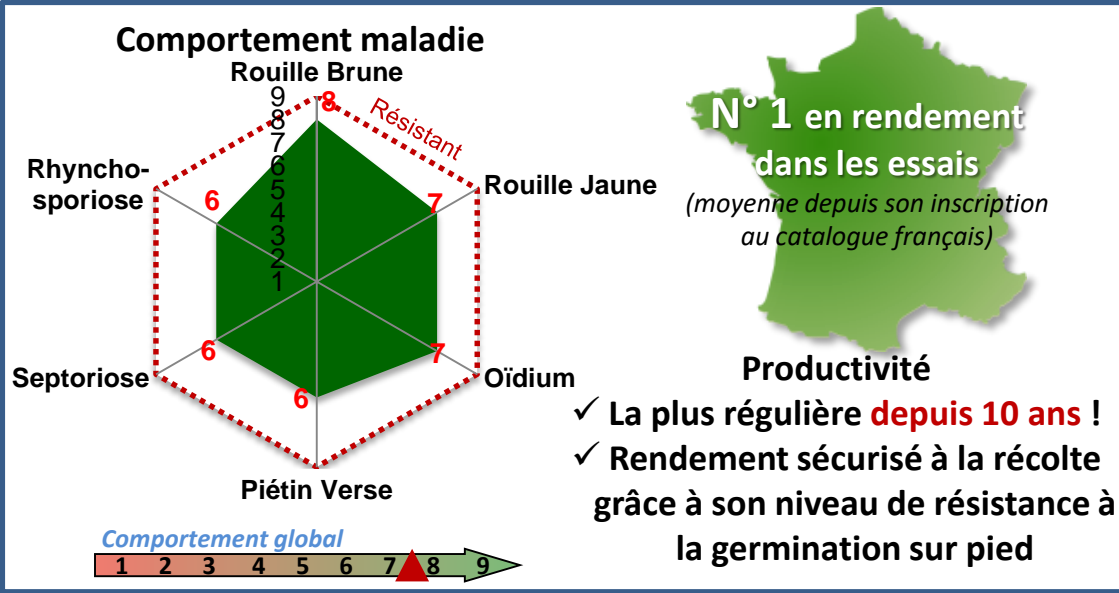 Comportement maladie
Rouille Brune
9
8
7
6
5
4
3
2
1
8
Résistant
Rouille Jaune
7
Oïdium
7
Piétin Verse
6
Septoriose
6
Rhyncho-
sporiose
6
Comportement global
1 2 3 4 5 6 7 8 9
N° 1 en rendement
dans les essais
(moyenne depuis son inscription
au catalogue français)
Productivité
✓ La plus régulière depuis 10 ans !
✓ Rendement sécurisé à la récolte
grâce à son niveau de résistance à
la germination sur pied